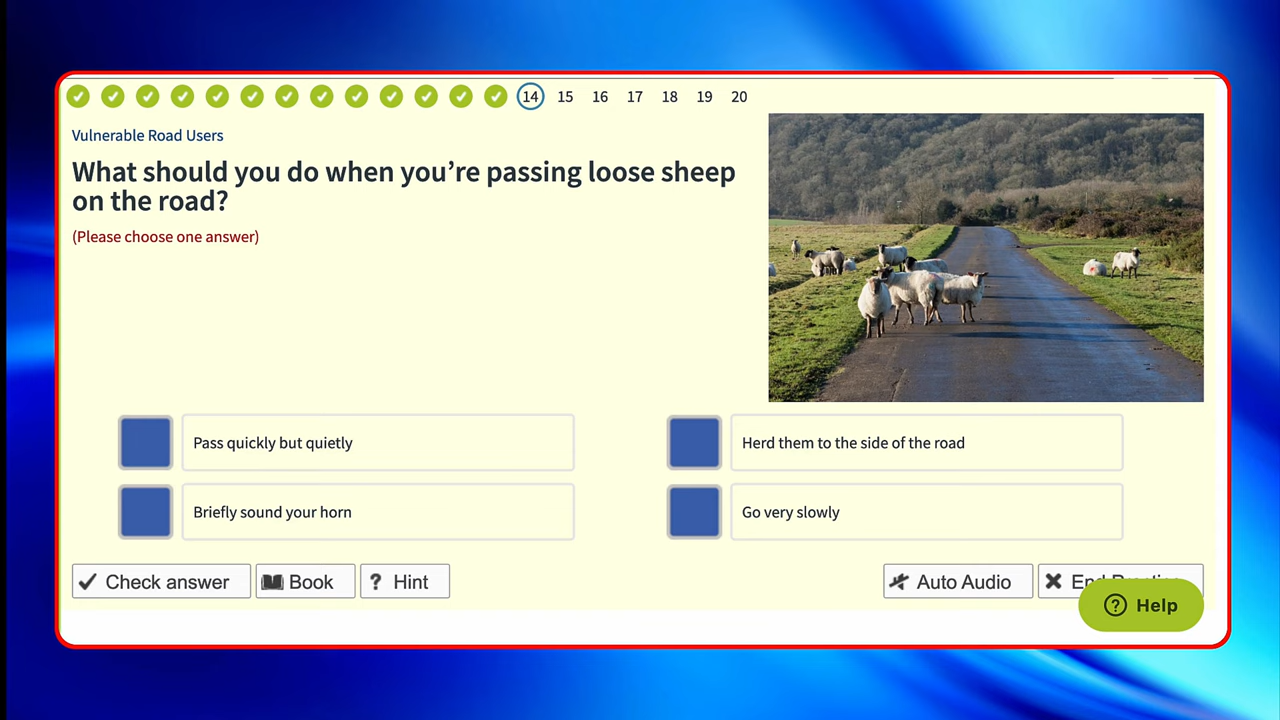 14 15 16 17 18 19 20
Vulnerable Road Users
What should you do when you’re passing loose sheep
on the road?
(Please choose one answer)
Pass quickly but quietly
Herd them to the side of the road
Briefly sound your horn
Go very slowly
Check answer Book ? Hint Auto Audio End
? Help